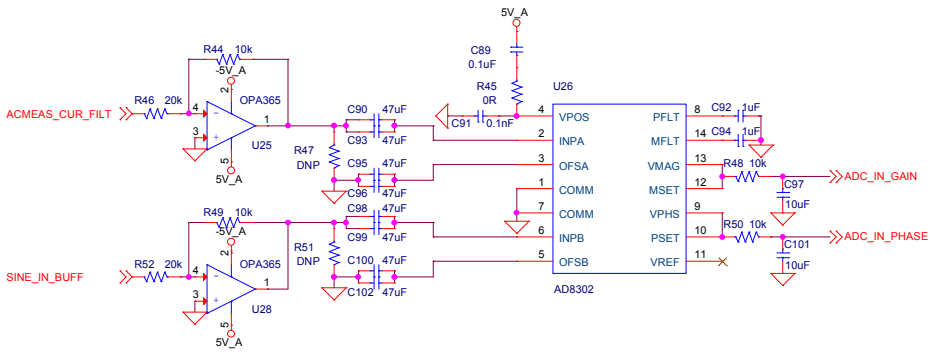 5V_A
C89
0.1uF
R45
0R
C91
0.1nF
R44 10k
-5V_A
2
OPA365
ACMEAS_CUR_FILT
R46 20k
4
3
1
U25
5
5V_A
C90 47uF
C93
R47
DNP
C95 47uF
C96
R49 10k
-5V_A
2
OPA365
SINE_IN_BUFF
R52 20k
4
3
1
U28
5
5V_A
C98 47uF
C99
R51
DNP
C100 47uF
C102
U26
4 VPOS PFLT 8
2 INPA MFLT 14
3 OFSA VMAG 13
1 COMM MSET 12
7 COMM VPHS 9
6 INPB PSET 10
5 OFSB VREF 11
AD8302
C92 1uF
C94 1uF
R48 10k
ADC_IN_GAIN
C97
10uF
R50 10k
ADC_IN_PHASE
C101
10uF